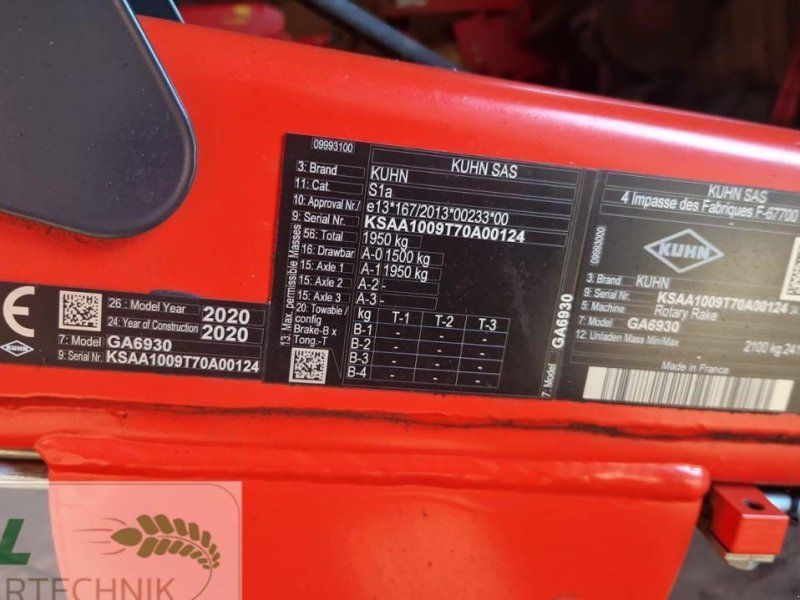 CE
KUHN
26: Model Year 2020
24: Year of Construction 2020
7: Model GA6930
9: Serial Nr. KSAA1009T70A00124
09993100
KUHN SAS
3: Brand KUHN
11: Cat. S1a
10: Approval Nr./ e13*167/2013*00233*00
9: Serial Nr. KSAA1009T70A00124
13: Max. permissible Masses
56: Total 1950 kg
16: Drawbar A-0 1500 kg
15: Axle 1 A-1 1950 kg
15: Axle 2 A-2 -
15: Axle 3 A-3 -
20: Towable / config kg T-1 T-2 T-3
Brake-B x B-1 - - -
Tong.-T B-2 - - -
B-3 - - -
B-4 - - -
7: Model GA6930
09993000
KUHN SAS
4 Impasse des Fabriques F-67700
KUHN
3: Brand KUHN
9: Serial Nr. KSAA1009T70A00124
5: Machine Rotary Rake
7: Model GA6930
12: Unladen Mass Min/Max 2100 kg
Made in France
L
RTECHNIK